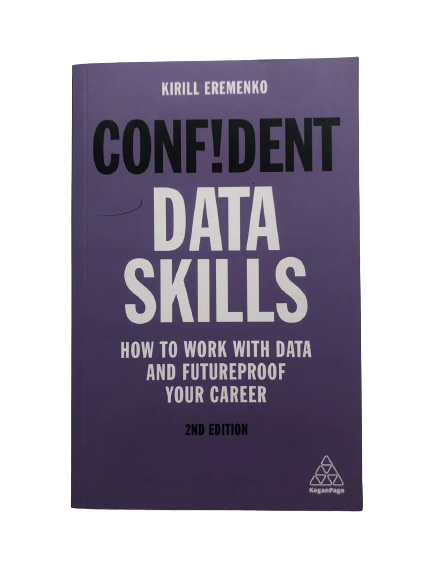 KIRILL EREMENKO
CONF!DENT
DATA
SKILLS
HOW TO WORK WITH DATA
AND FUTUREPROOF
YOUR CAREER
2ND EDITION
KoganPage